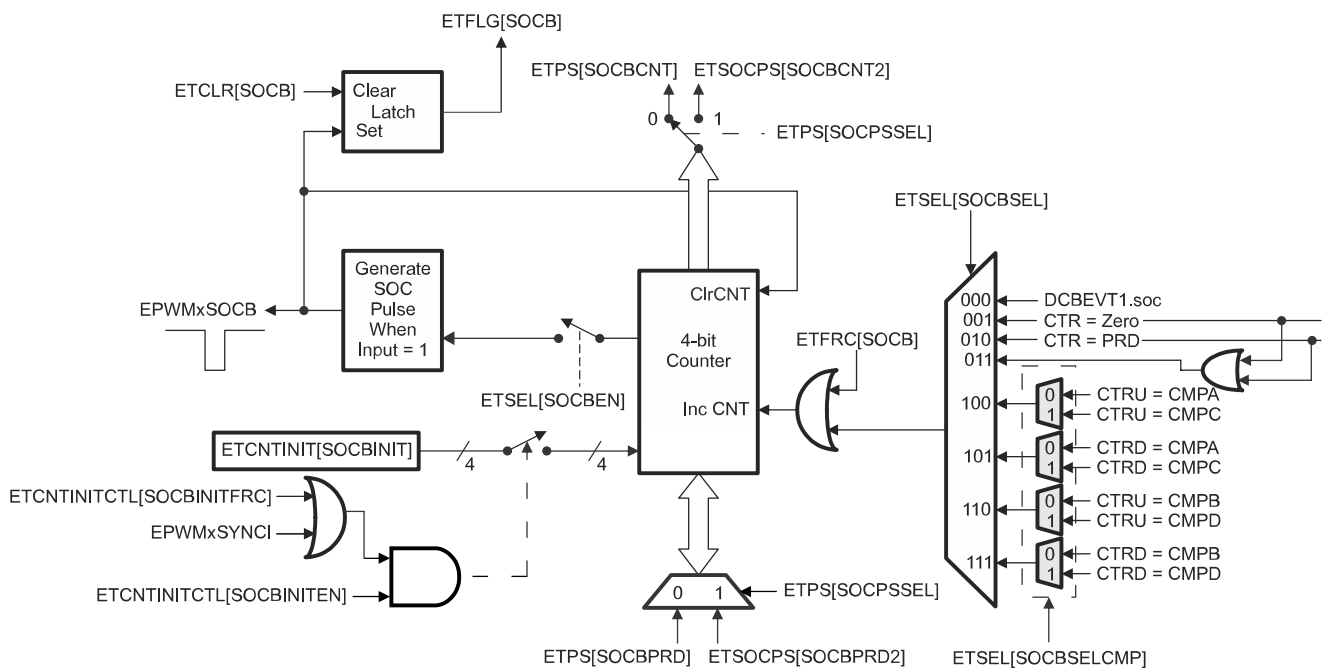 ETFLG[SOCB]
ETCLR[SOCB]
Clear
Latch
Set
ETPS[SOCBCNT]
ETSOCPS[SOCBCNT2]
0
1
ETPS[SOCPSSEL]
ETSEL[SOCBSEL]
EPWMxSOCB
Generate
SOC
Pulse
When
Input = 1
ETSEL[SOCBEN]
ClrCNT
4-bit
Counter
Inc CNT
ETFRC[SOCB]
000
DCBEVT1.soc
001
CTR = Zero
010
CTR = PRD
011
100
0
CTRU = CMPA
1
CTRU = CMPC
101
0
CTRD = CMPA
1
CTRD = CMPC
110
0
CTRU = CMPB
1
CTRU = CMPD
111
0
CTRD = CMPB
1
CTRD = CMPD
ETCNTINIT[SOCBINIT]
4
4
ETCNTINITCTL[SOCBINITFRC]
EPWMxSYNCI
ETCNTINITCTL[SOCBINITEN]
0
1
ETPS[SOCPSSEL]
ETPS[SOCBPRD]
ETSOCPS[SOCBPRD2]
ETSEL[SOCBSELCMP]